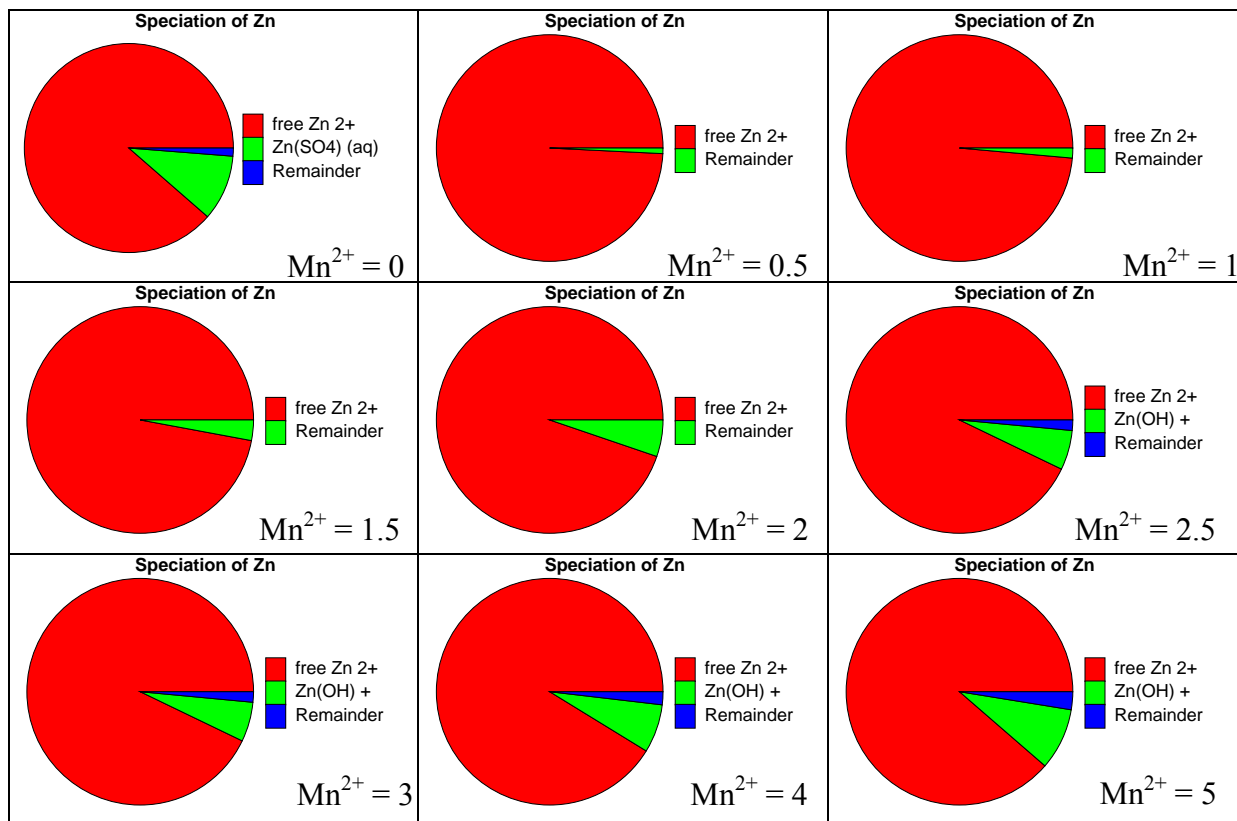 Speciation of Zn
free Zn 2+
Zn(SO4) (aq)
Remainder
Mn²⁺ = 0
Speciation of Zn
free Zn 2+
Remainder
Mn²⁺ = 0.5
Speciation of Zn
free Zn 2+
Remainder
Mn²⁺ = 1
Speciation of Zn
free Zn 2+
Remainder
Mn²⁺ = 1.5
Speciation of Zn
free Zn 2+
Remainder
Mn²⁺ = 2
Speciation of Zn
free Zn 2+
Zn(OH) +
Remainder
Mn²⁺ = 2.5
Speciation of Zn
free Zn 2+
Zn(OH) +
Remainder
Mn²⁺ = 3
Speciation of Zn
free Zn 2+
Zn(OH) +
Remainder
Mn²⁺ = 4
Speciation of Zn
free Zn 2+
Zn(OH) +
Remainder
Mn²⁺ = 5